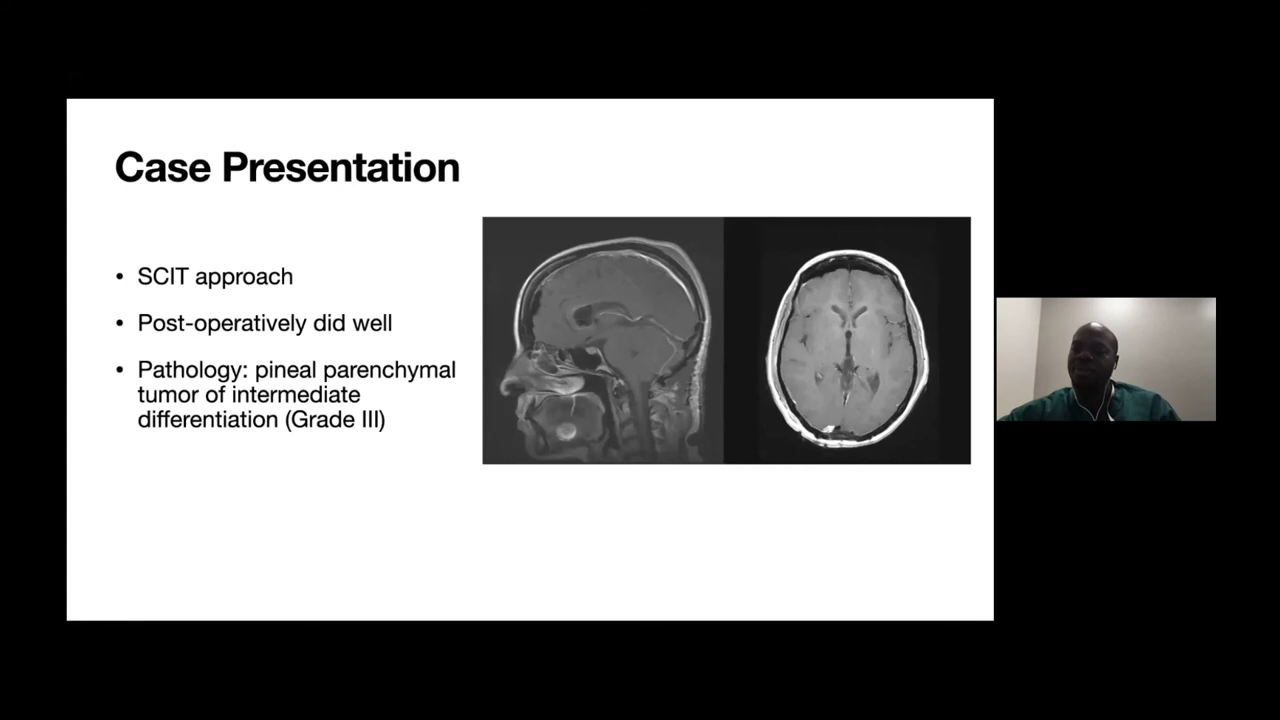 Case Presentation
• SCIT approach
• Post-operatively did well
• Pathology: pineal parenchymal
tumor of intermediate
differentiation (Grade III)